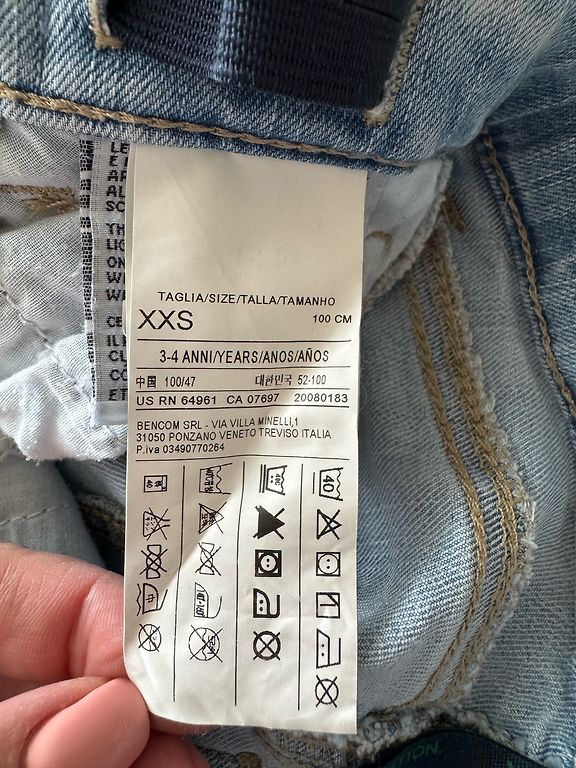 TAGLIA/SIZE/TALLA/TAMANHO
XXS 100 CM
3-4 ANNI/YEARS/ANOS/AÑOS
中国 100/47 대한민국 52-100
US RN 64961 CA 07697 20080183
BENCOM SRL - VIA VILLA MINELLI,1
31050 PONZANO VENETO TREVISO ITALIA
P.iva 03490770264
40
40
40